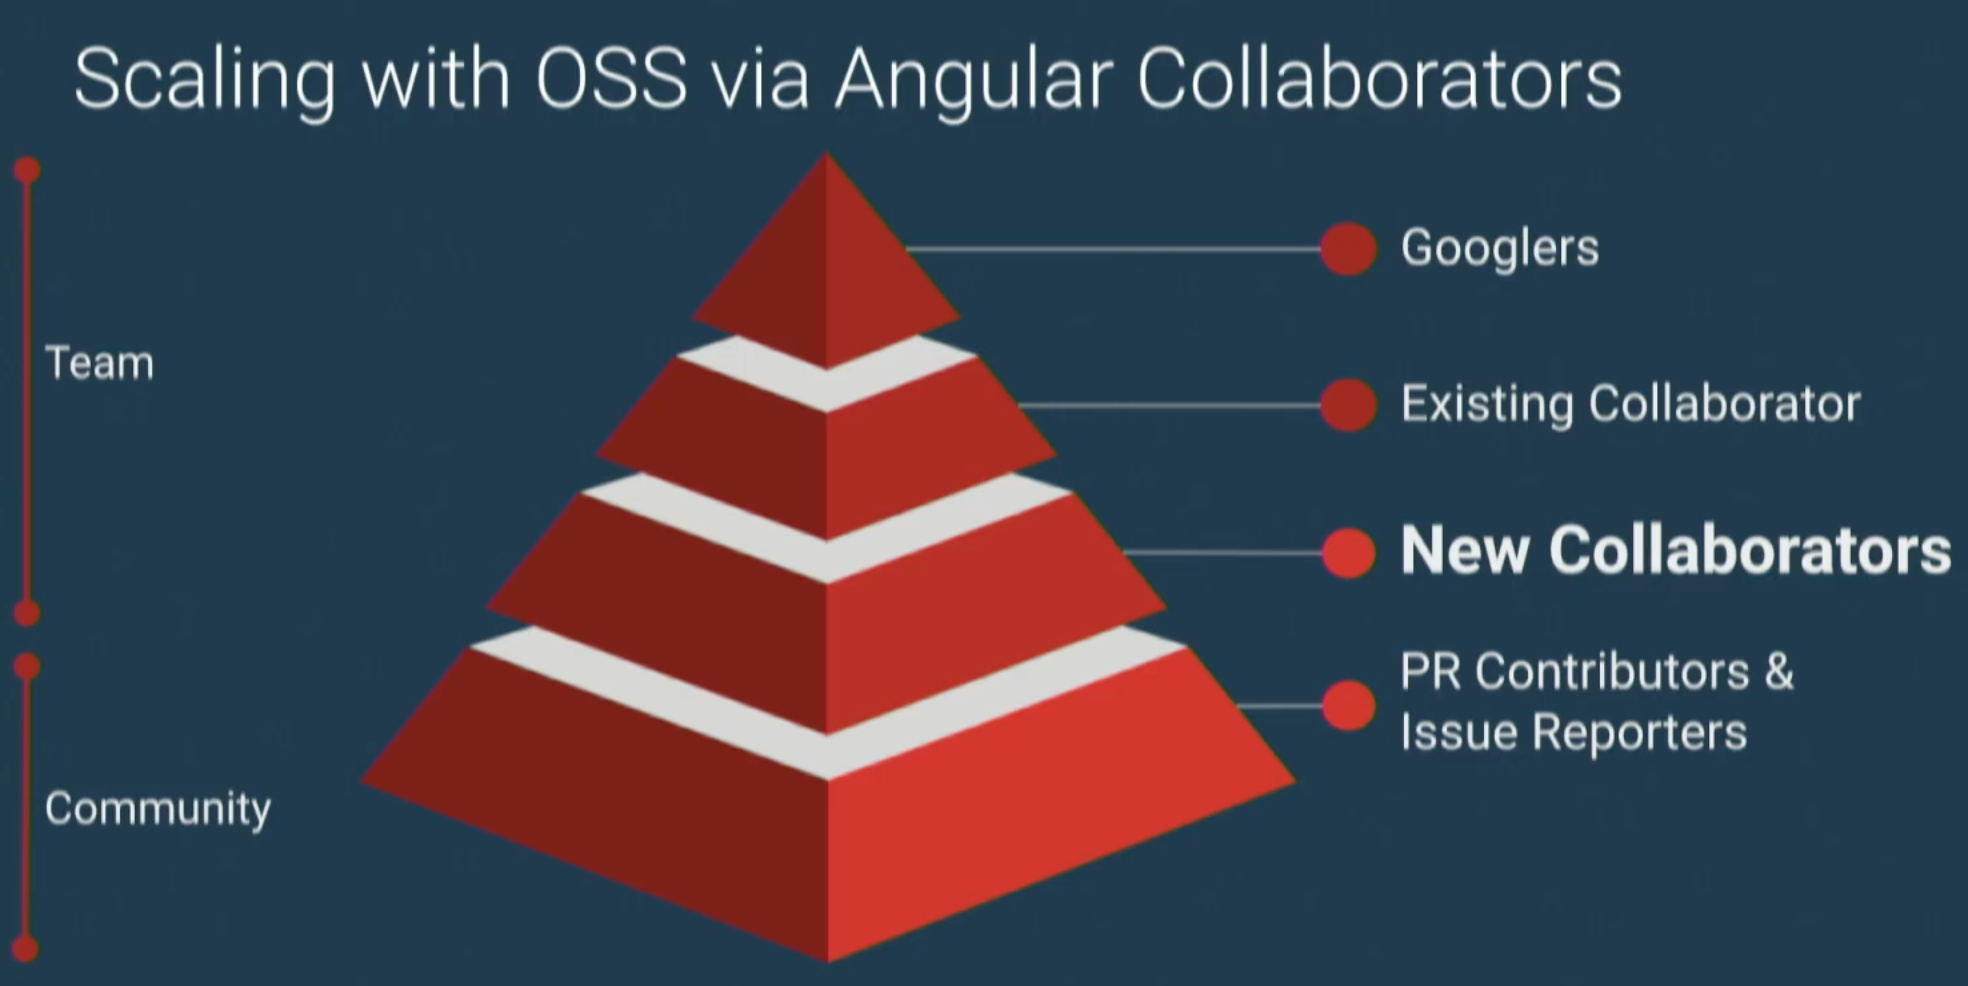 Scaling with OSS via Angular Collaborators
Team
Community
Googlers
Existing Collaborator
New Collaborators
PR Contributors &
Issue Reporters